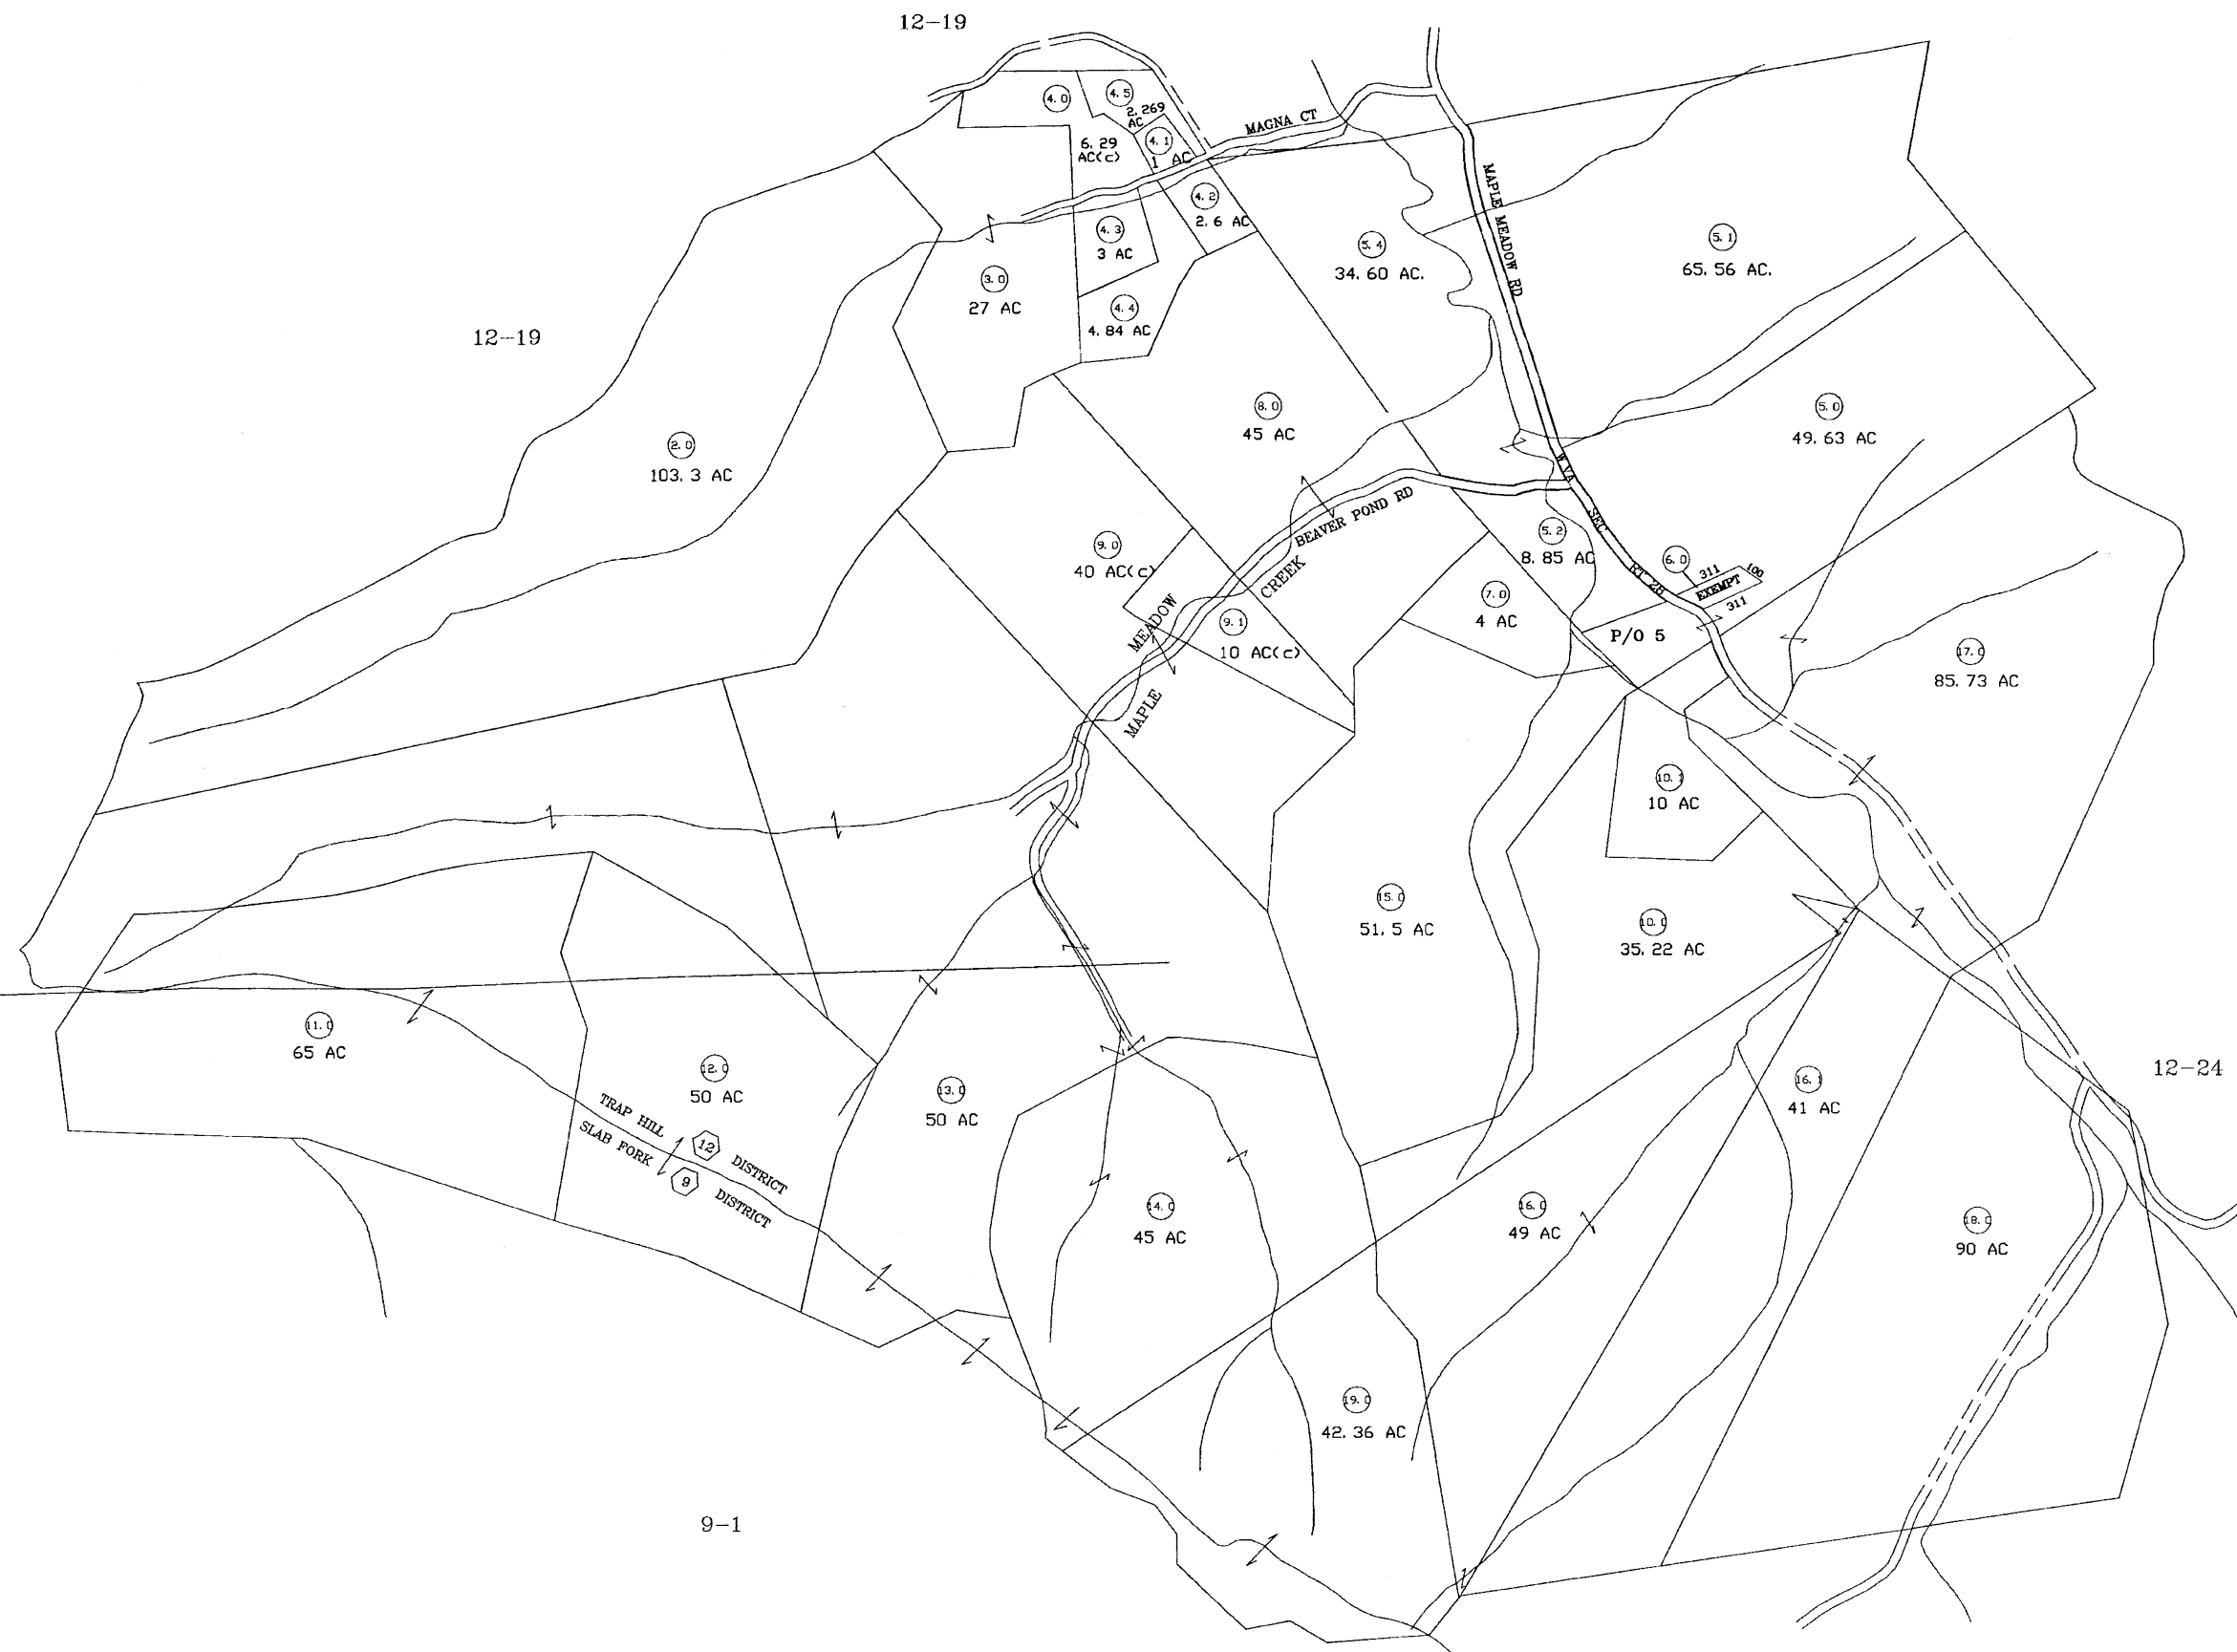 12-19
4.0
4.5
2.269
AC
MAGNA CT
6.29
AC(c)
4.1
1 AC
MAPLE MEADOW RD
4.2
2.6 AC
4.3
3 AC
5.4
34.60 AC.
5.1
65.56 AC.
3.0
27 AC
4.4
4.84 AC
12-19
8.0
45 AC
5.0
49.63 AC
2.0
103.3 AC
W.VA.
SEC.
RT 26
BEAVER POND RD
5.2
8.85 AC
9.0
40 AC(c)
6.0
311
100
EXEMPT
311
MAPLE
MEADOW
CREEK
7.0
4 AC
9.1
10 AC(c)
P/O 5
17.0
85.73 AC
10.1
10 AC
15.0
51.5 AC
10.0
35.22 AC
11.0
65 AC
12.0
50 AC
13.0
50 AC
16.1
41 AC
12-24
TRAP HILL 12 DISTRICT
SLAB FORK 9 DISTRICT
14.0
45 AC
16.0
49 AC
18.0
90 AC
19.0
42.36 AC
9-1